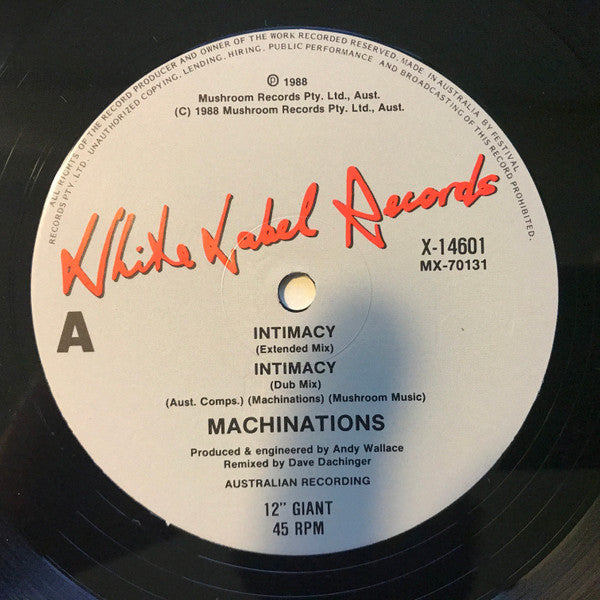 ALL RIGHTS OF THE RECORD PRODUCER AND OWNER OF THE WORK RECORDED RESERVED. MADE IN AUSTRALIA BY FESTIVAL
RECORDS PTY. LTD. UNAUTHORIZED COPYING, LENDING, HIRING, PUBLIC PERFORMANCE AND BROADCASTING OF THIS RECORD PROHIBITED.
℗ 1988
Mushroom Records Pty. Ltd., Aust.
(C) 1988 Mushroom Records Pty. Ltd., Aust.
White Label Records
X-14601
MX-70131
A
INTIMACY
(Extended Mix)
INTIMACY
(Dub Mix)
(Aust. Comps.) (Machinations) (Mushroom Music)
MACHINATIONS
Produced & engineered by Andy Wallace
Remixed by Dave Dachinger
AUSTRALIAN RECORDING
12" GIANT
45 RPM